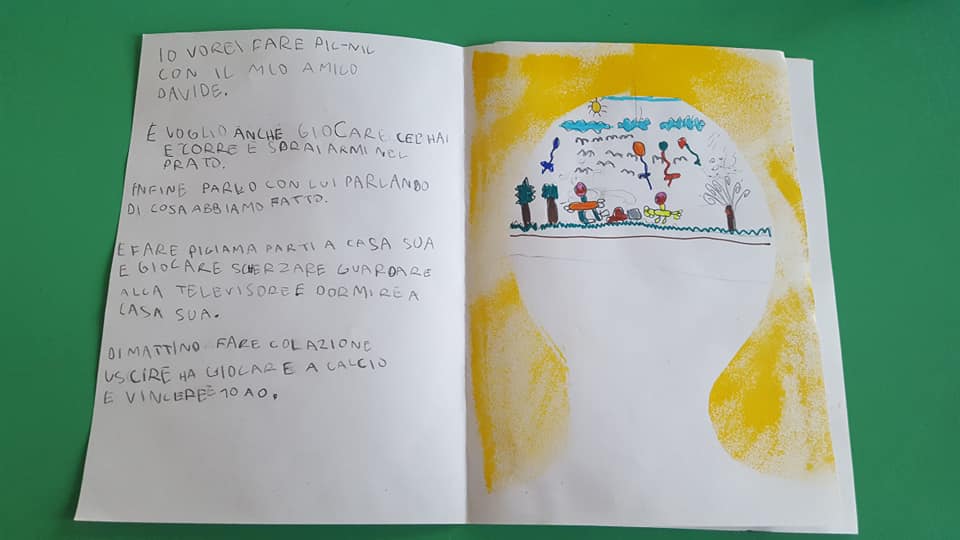 IO VOREI FARE PIC-NIC
CON IL MIO AMICO
DAVIDE.
E VOGLIO ANCHE GIOCARE CECHAI
E CORRE E SDRAIARMI NEL
PRATO.
INFINE PARLO CON LUI PARLANDO
DI COSA ABBIAMO FATTO.
E FARE PIGIAMA PARTI A CASA SUA
E GIOCARE SCHERZARE GUARDARE
ALLA TELEVISORE E DORMIRE A
CASA SUA.
DI MATTINO FARE COLAZIONE
USCIRE HA GIOCARE A CALCIO
E VINCERE 10 A 0.